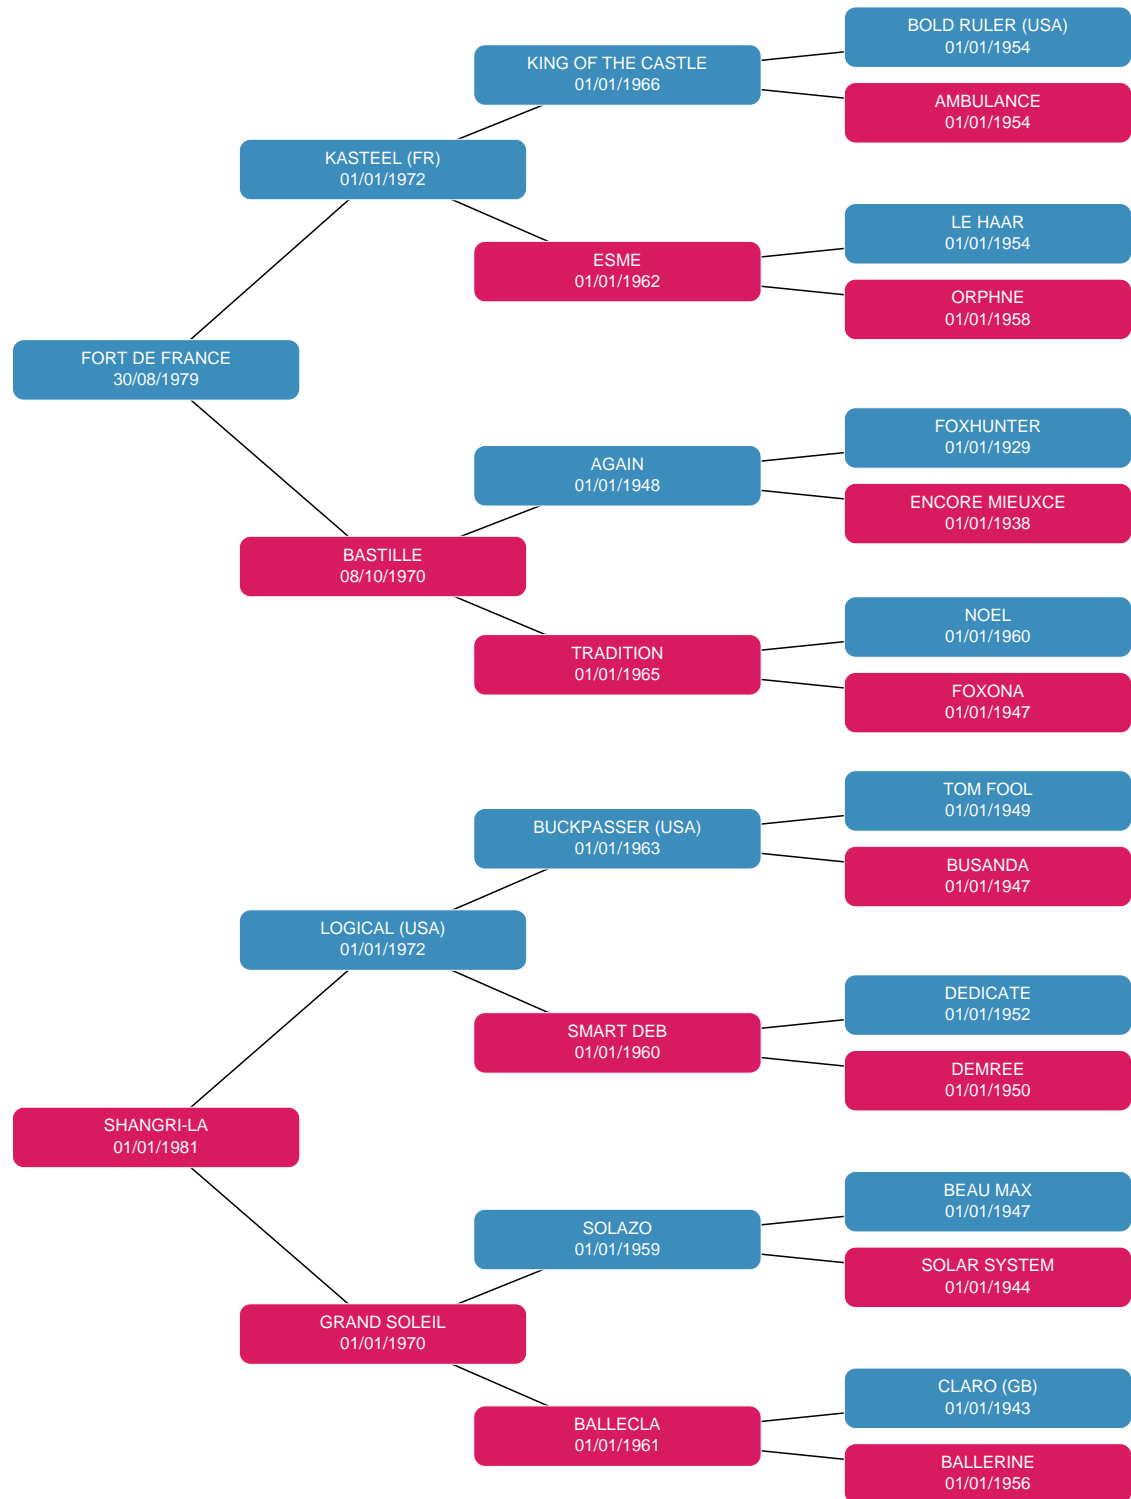 BOLD RULER (USA)
01/01/1954
KING OF THE CASTLE
01/01/1966
AMBULANCE
01/01/1954
KASTEEL (FR)
01/01/1972
LE HAAR
01/01/1954
ESME
01/01/1962
ORPHNE
01/01/1958
FORT DE FRANCE
30/08/1979
FOXHUNTER
01/01/1929
AGAIN
01/01/1948
ENCORE MIEUXCE
01/01/1938
BASTILLE
08/10/1970
NOEL
01/01/1960
TRADITION
01/01/1965
FOXONA
01/01/1947
TOM FOOL
01/01/1949
BUCKPASSER (USA)
01/01/1963
BUSANDA
01/01/1947
LOGICAL (USA)
01/01/1972
DEDICATE
01/01/1952
SMART DEB
01/01/1960
DEMREE
01/01/1950
SHANGRI-LA
01/01/1981
BEAU MAX
01/01/1947
SOLAZO
01/01/1959
SOLAR SYSTEM
01/01/1944
GRAND SOLEIL
01/01/1970
CLARO (GB)
01/01/1943
BALLECLA
01/01/1961
BALLERINE
01/01/1956